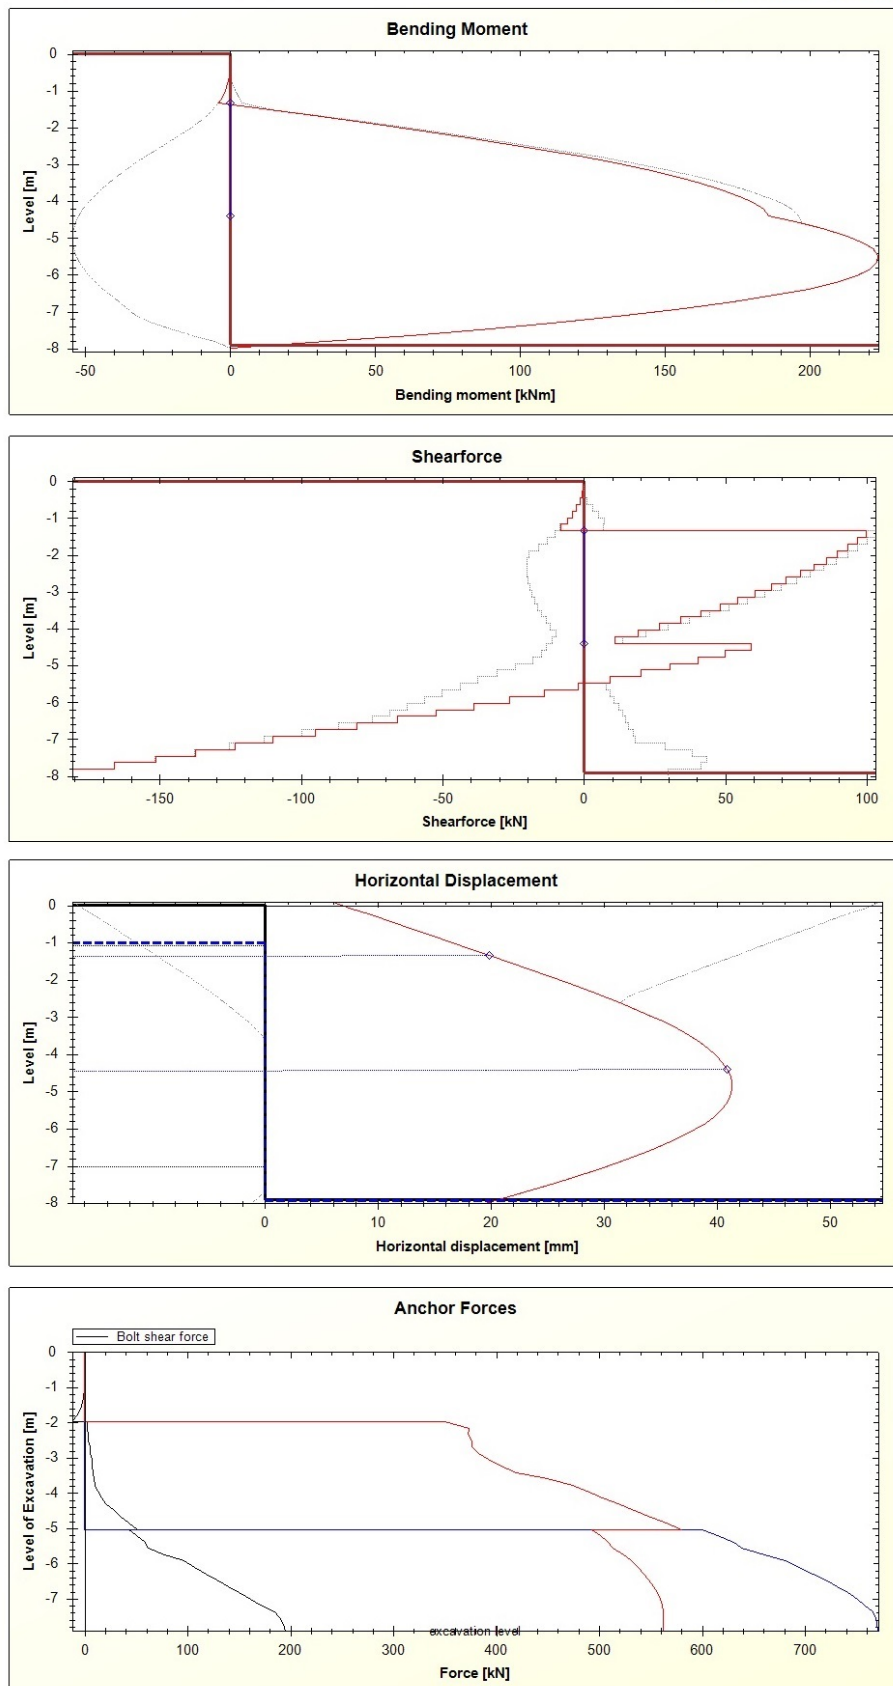 Bending Moment
0
-1
-2
-3
-4
-5
-6
-7
-8
Level [m]
-50 0 50 100 150 200
Bending moment [kNm]
Shearforce
0
-1
-2
-3
-4
-5
-6
-7
-8
Level [m]
-150 -100 -50 0 50 100
Shearforce [kN]
Horizontal Displacement
0
-1
-2
-3
-4
-5
-6
-7
-8
Level [m]
0 10 20 30 40 50
Horizontal displacement [mm]
Anchor Forces
Bolt shear force
0
-1
-2
-3
-4
-5
-6
-7
Level of Excavation [m]
excavation level
0 100 200 300 400 500 600 700
Force [kN]